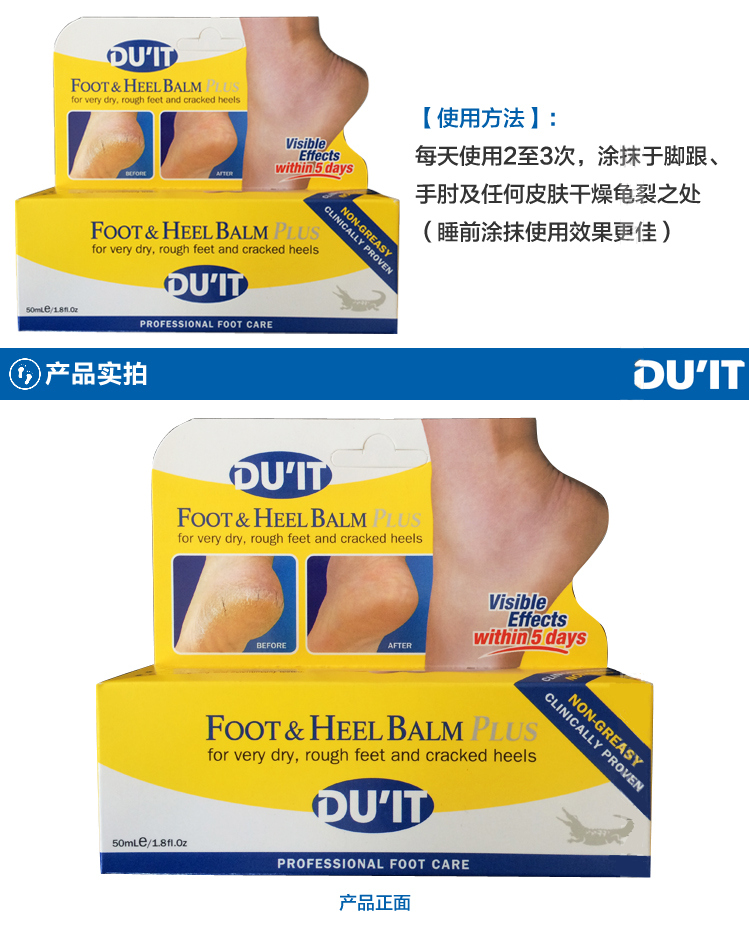 DU'IT
FOOT & HEEL BALM PLUS
for very dry, rough feet and cracked heels
BEFORE
AFTER
Visible
Effects
within 5 days
FOOT & HEEL BALM PLUS
for very dry, rough feet and cracked heels
NON-GREASY
CLINICALLY PROVEN
DU'IT
50mLe/1.8fl.Oz
PROFESSIONAL FOOT CARE
【使用方法】：
每天使用2至3次，涂抹于脚跟、
手肘及任何皮肤干燥龟裂之处
（睡前涂抹使用效果更佳）
产品实拍
DU'IT
DU'IT
FOOT & HEEL BALM PLUS
for very dry, rough feet and cracked heels
BEFORE
AFTER
Visible
Effects
within 5 days
FOOT & HEEL BALM PLUS
for very dry, rough feet and cracked heels
NON-GREASY
CLINICALLY PROVEN
DU'IT
50mLe/1.8fl.Oz
PROFESSIONAL FOOT CARE
产品正面